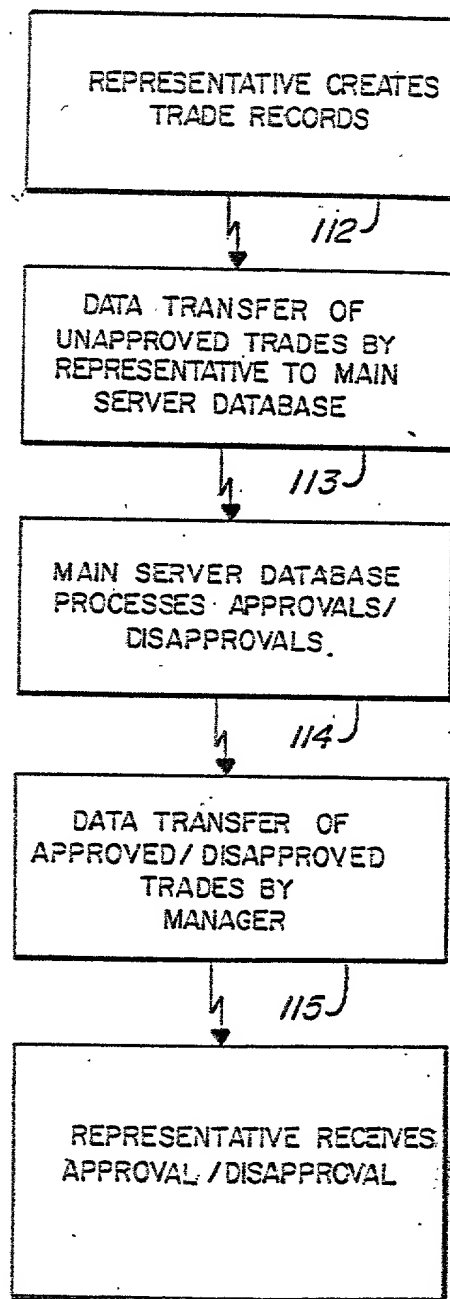 REPRESENTATIVE CREATES
TRADE RECORDS
112
DATA TRANSFER OF
UNAPPROVED TRADES BY
REPRESENTATIVE TO MAIN
SERVER DATABASE
113
MAIN SERVER DATABASE
PROCESSES APPROVALS/
DISAPPROVALS.
114
DATA TRANSFER OF
APPROVED/DISAPPROVED
TRADES BY
MANAGER
115
REPRESENTATIVE RECEIVES
APPROVAL/DISAPPROVAL